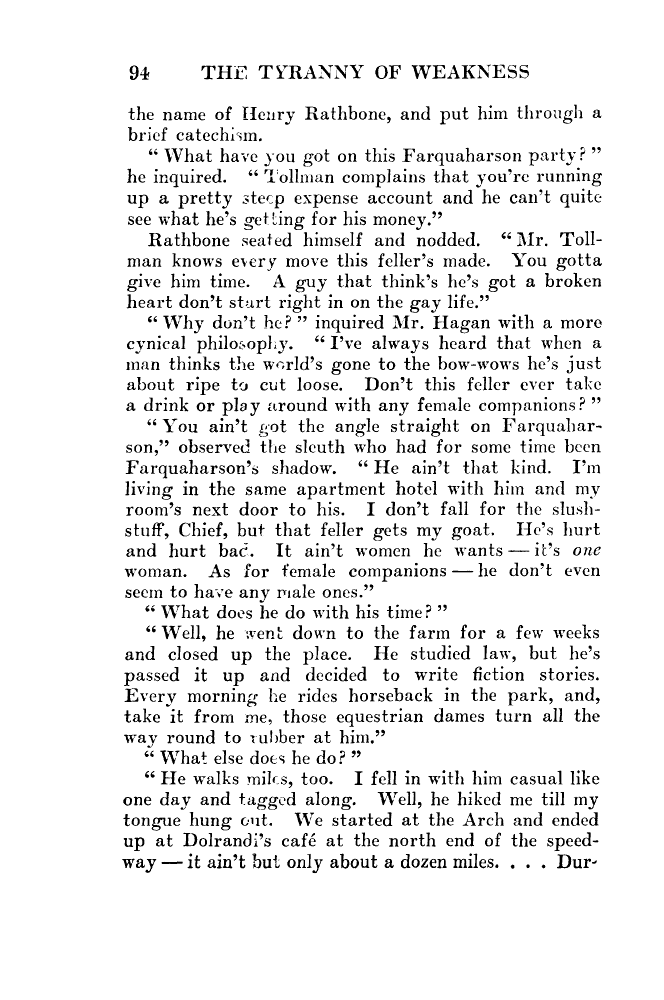 94 THE TYRANNY OF WEAKNESS
the name of Henry Rathbone, and put him through a
brief catechism.
“ What have you got on this Farquaharson party? ”
he inquired. “ Tollman complains that you're running
up a pretty steep expense account and he can't quite
see what he's getting for his money.”
Rathbone seated himself and nodded. “ Mr. Toll-
man knows every move this feller's made. You gotta
give him time. A guy that think's he's got a broken
heart don't start right in on the gay life.”
“ Why don't he? ” inquired Mr. Hagan with a more
cynical philosophy. “ I've always heard that when a
man thinks the world's gone to the bow-wows he's just
about ripe to cut loose. Don't this feller ever take
a drink or play around with any female companions? ”
“ You ain't got the angle straight on Farquahar-
son,” observed the sleuth who had for some time been
Farquaharson's shadow. “ He ain't that kind. I'm
living in the same apartment hotel with him and my
room's next door to his. I don't fall for the slush-
stuff, Chief, but that feller gets my goat. He's hurt
and hurt bad. It ain't women he wants — it's one
woman. As for female companions — he don't even
seem to have any male ones.”
“ What does he do with his time? ”
“ Well, he went down to the farm for a few weeks
and closed up the place. He studied law, but he's
passed it up and decided to write fiction stories.
Every morning he rides horseback in the park, and,
take it from me, those equestrian dames turn all the
way round to rubber at him.”
“ What else does he do? ”
“ He walks miles, too. I fell in with him casual like
one day and tagged along. Well, he hiked me till my
tongue hung out. We started at the Arch and ended
up at Dolrandi's café at the north end of the speed-
way — it ain't but only about a dozen miles. . . . Dur-